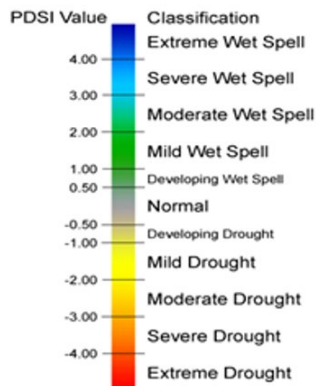 PDSI Value Classification
Extreme Wet Spell
4.00
Severe Wet Spell
3.00
Moderate Wet Spell
2.00
Mild Wet Spell
1.00
Developing Wet Spell
0.50
Normal
-0.50
Developing Drought
-1.00
Mild Drought
-2.00
Moderate Drought
-3.00
Severe Drought
-4.00
Extreme Drought